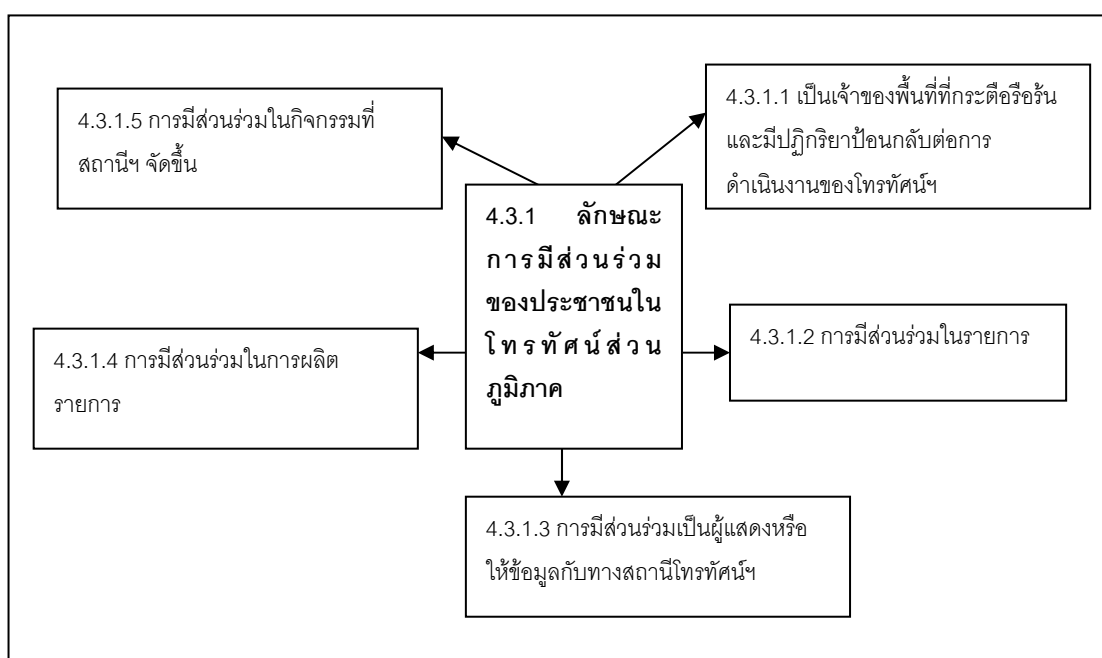 4.3.1.5 การมีส่วนร่วมในกิจกรรมที่
สถานีฯ จัดขึ้น
4.3.1.1 เป็นเจ้าของพื้นที่ที่กระตือรือร้น
และมีปฏิกริยาป้อนกลับต่อการ
ดำเนินงานของโทรทัศน์ฯ
4.3.1 ลักษณะ
การมีส่วนร่วม
ของประชาชนใน
โทรทัศน์ส่วน
ภูมิภาค
4.3.1.4 การมีส่วนร่วมในการผลิต
รายการ
4.3.1.2 การมีส่วนร่วมในรายการ
4.3.1.3 การมีส่วนร่วมเป็นผู้แสดงหรือ
ให้ข้อมูลกับทางสถานีโทรทัศน์ฯ